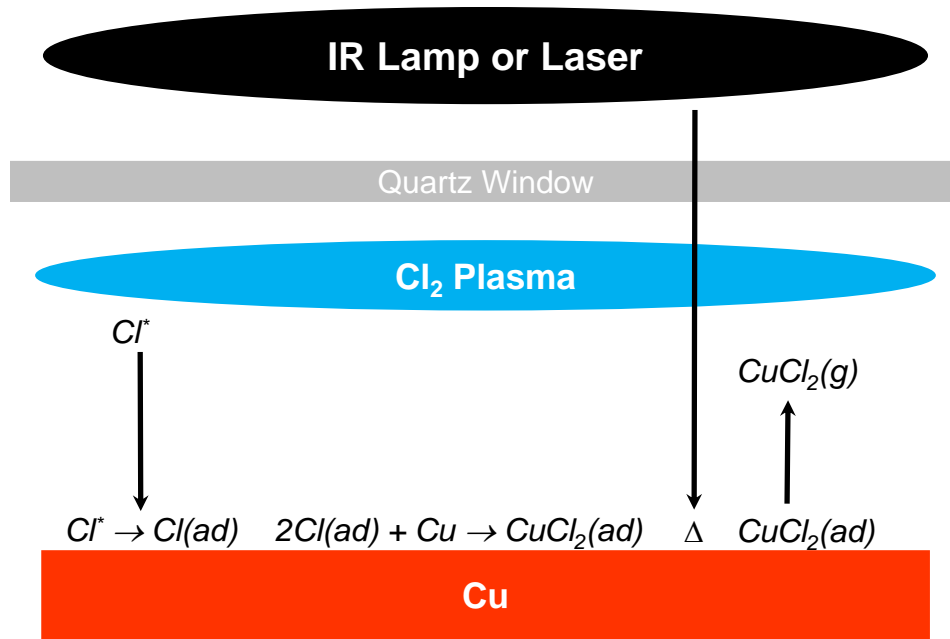 IR Lamp or Laser
Quartz Window
Cl₂ Plasma
Cl*
CuCl₂(g)
Cl* → Cl(ad) 2Cl(ad) + Cu → CuCl₂(ad) Δ CuCl₂(ad)
Cu